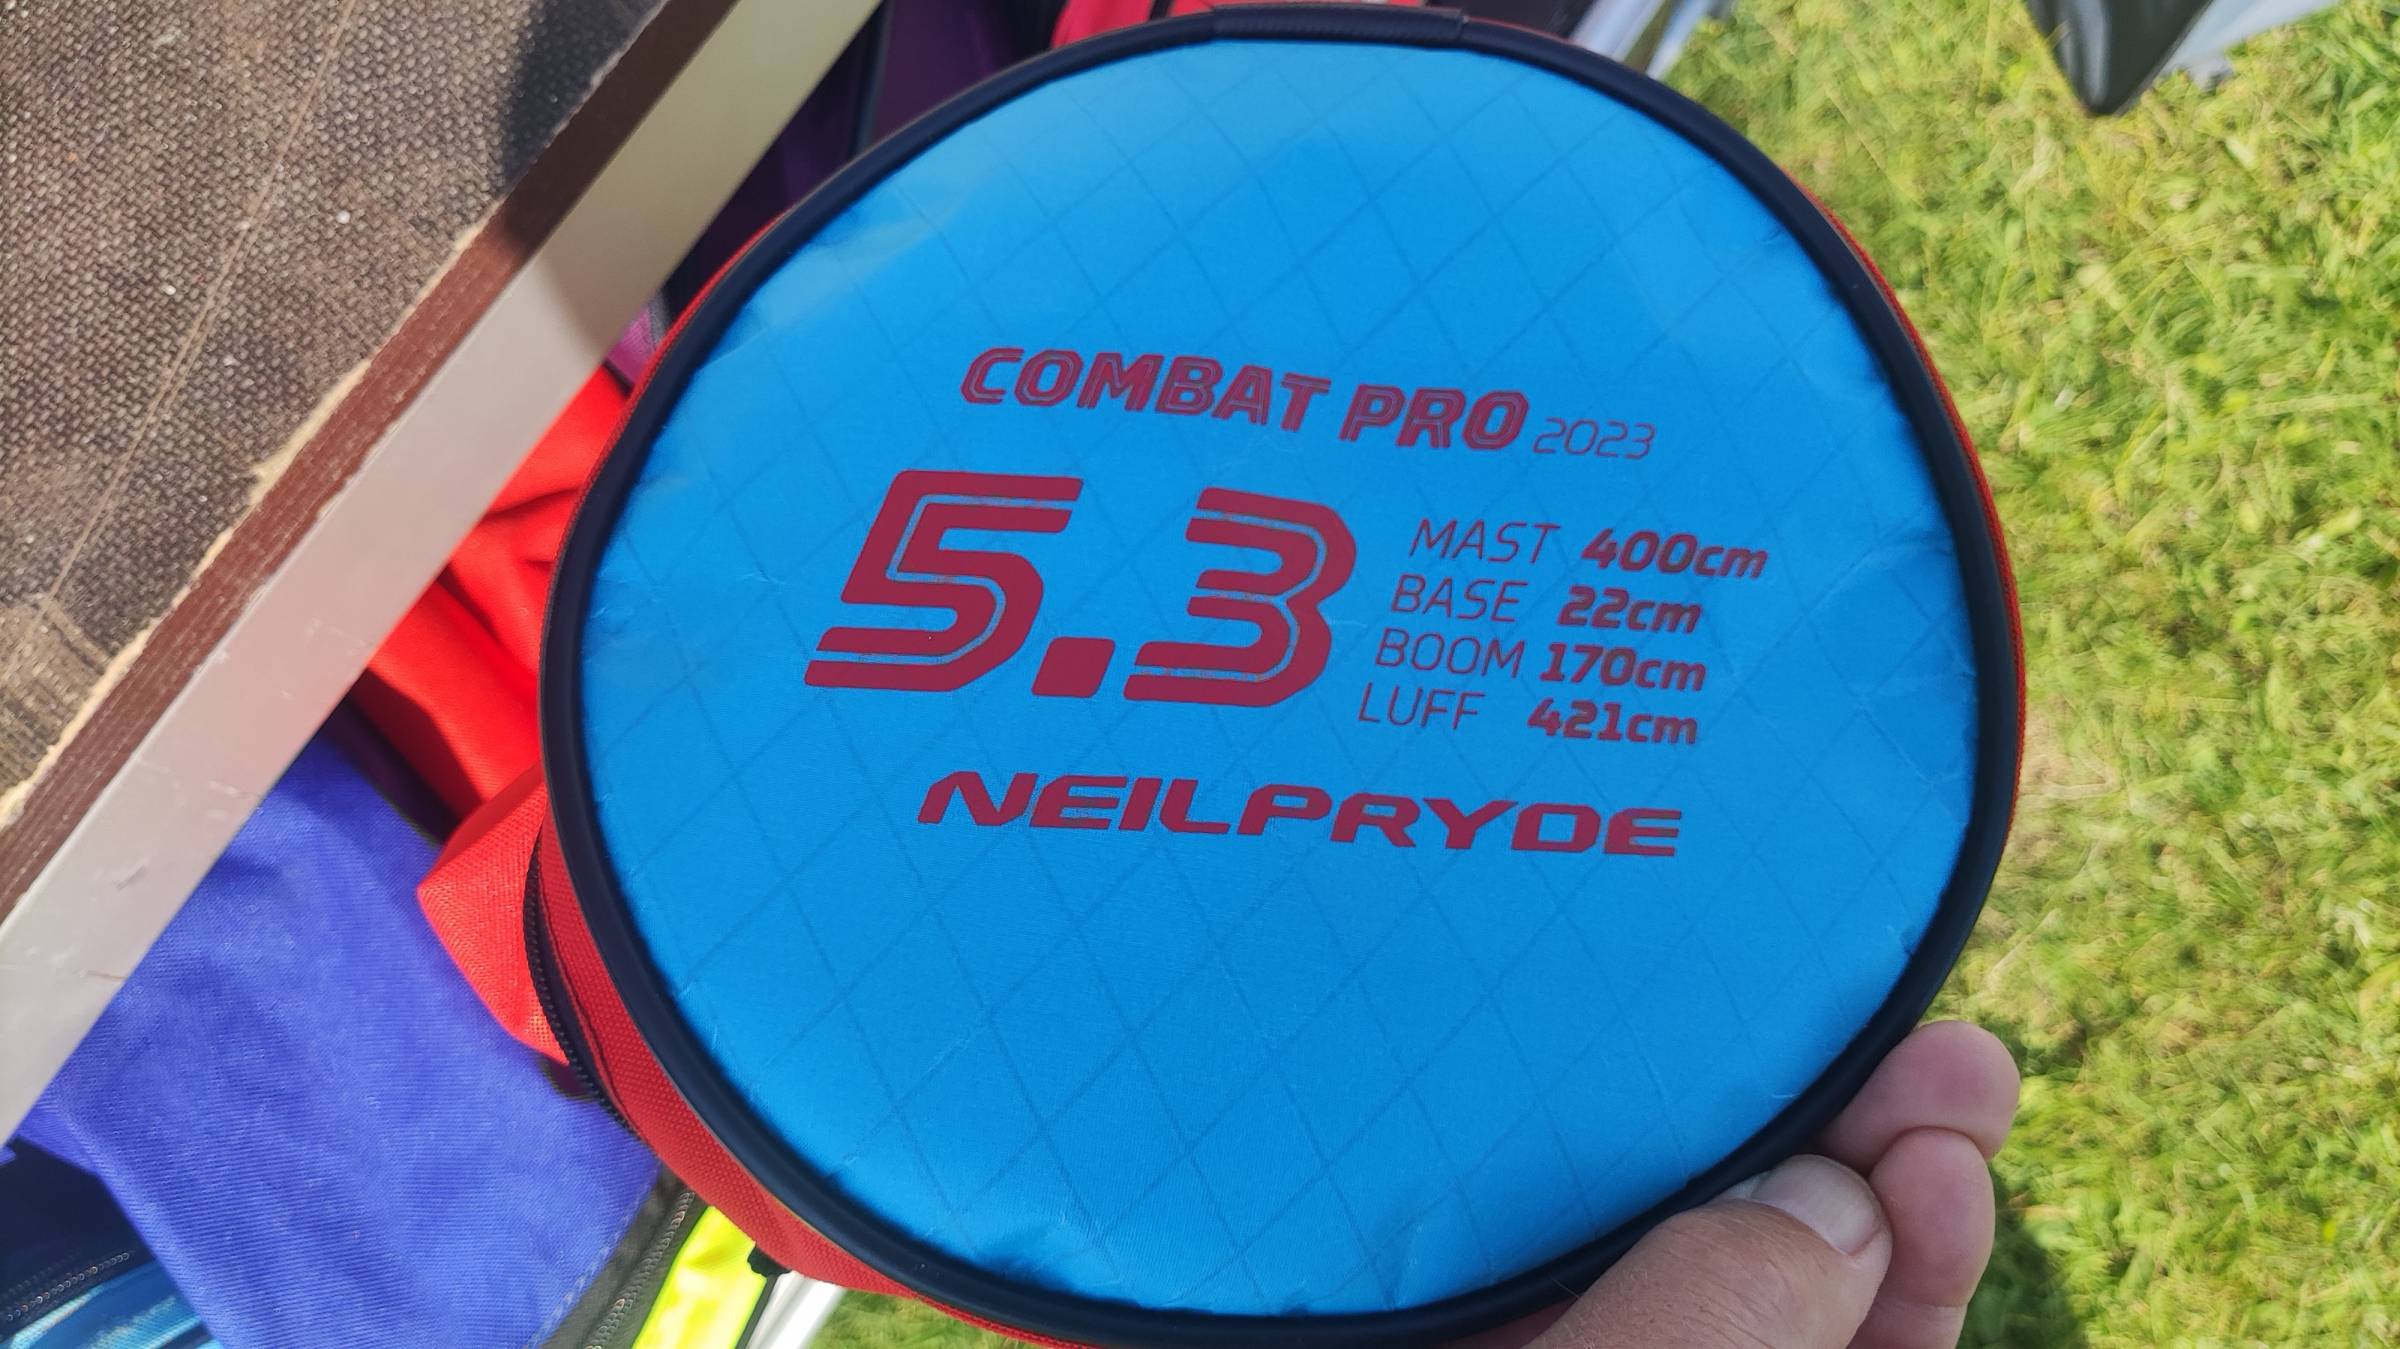 COMBAT PRO 2023
5.3
MAST 400cm
BASE 22cm
BOOM 170cm
LUFF 421cm
NEILPRYDE